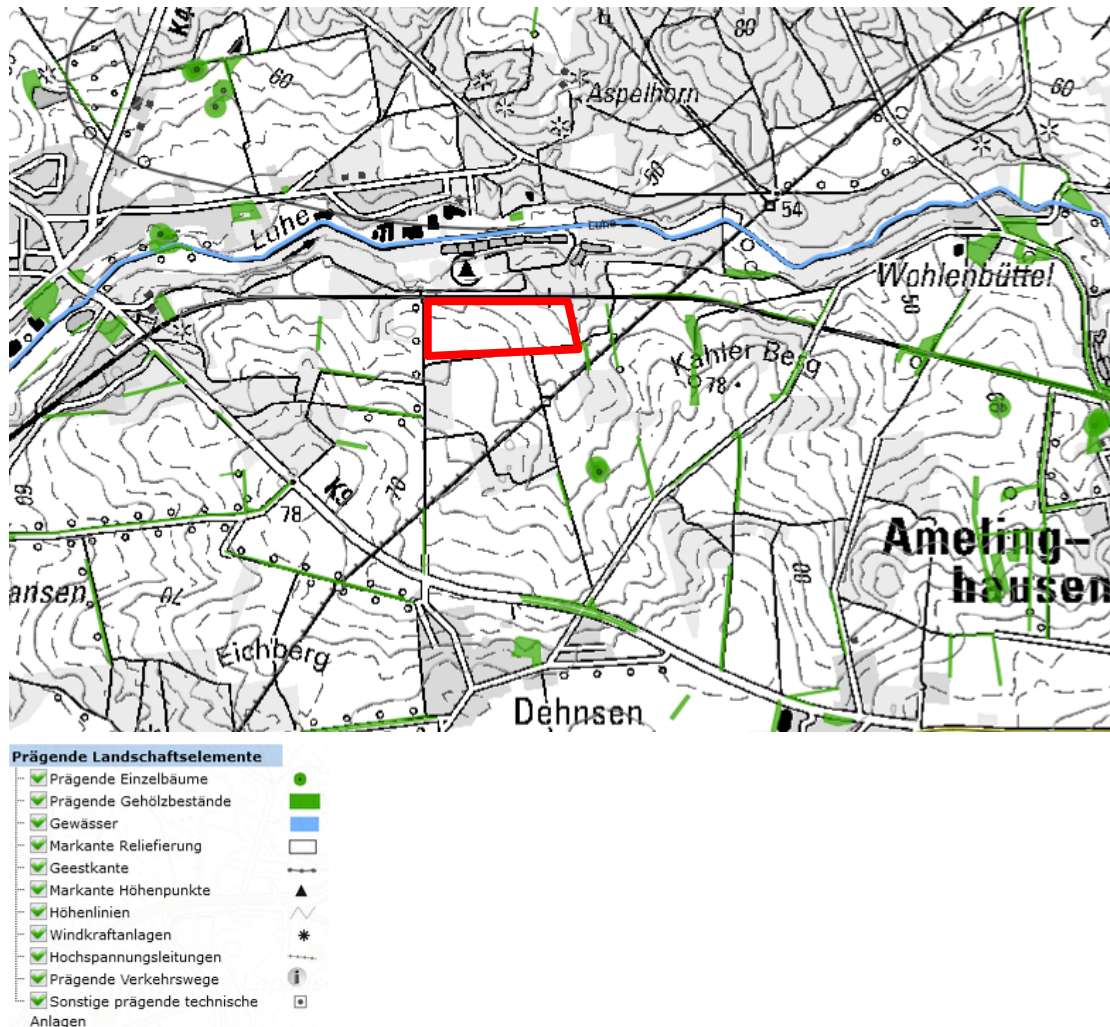 K4
80
60
60
Aspelhorn
50
54
Luhe
Luhe
Wohlenbüttel
50
Kahler Berg
78
60
K9
70
78
Ameling-
hausen
80
ansen
70
Eichberg
Dehnsen
Prägende Landschaftselemente
Prägende Einzelbäume
Prägende Gehölzbestände
Gewässer
Markante Reliefierung
Geestkante
Markante Höhenpunkte
Höhenlinien
Windkraftanlagen
Hochspannungsleitungen
Prägende Verkehrswege
Sonstige prägende technische
Anlagen